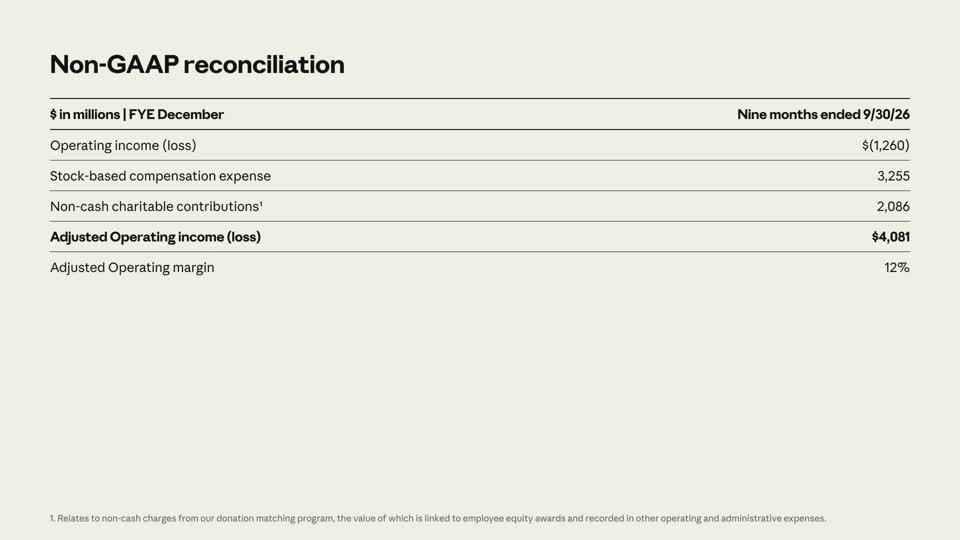 Non-GAAP reconciliation
$ in millions | FYE December Nine months ended 9/30/26
Operating income (loss) $(1,260)
Stock-based compensation expense 3,255
Non-cash charitable contributions¹ 2,086
Adjusted Operating income (loss) $4,081
Adjusted Operating margin 12%
1. Relates to non-cash charges from our donation matching program, the value of which is linked to employee equity awards and recorded in other operating and administrative expenses.